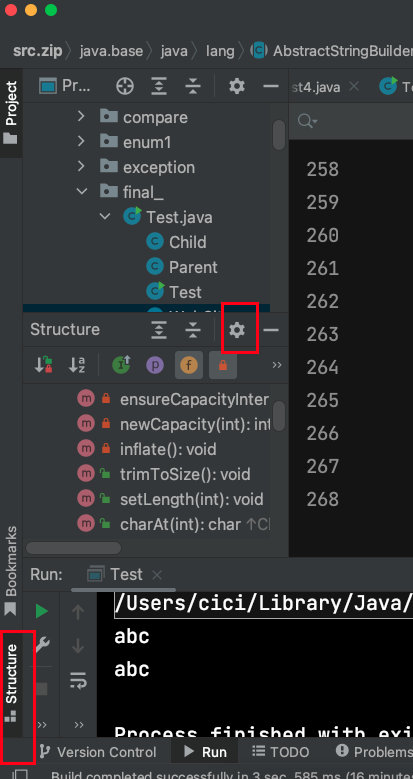 src.zip java.base java lang AbstractStringBuilder
Project
Pr...
st4.java
compare
enum1
exception
final_
Test.java
Child
Parent
Test
Structure
ensureCapacityInter
newCapacity(int): int
inflate(): void
trimToSize(): void
setLength(int): void
charAt(int): char
258
259
260
261
262
263
264
265
266
267
268
Bookmarks
Structure
Run: Test
/Users/cici/Library/Java/
abc
abc
Process finished with exi
Version Control Run TODO Problems
Build completed successfully in 3 sec, 585 ms (16 minute